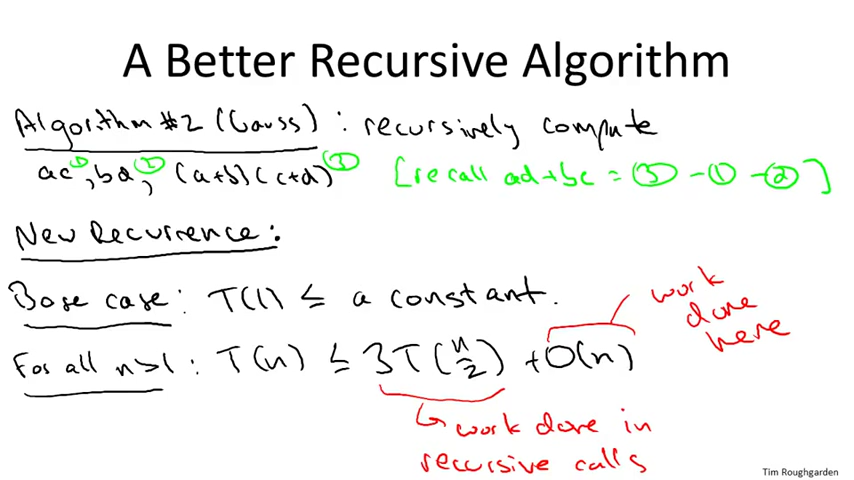 A Better Recursive Algorithm
Algorithm #2 (Gauss) : recursively compute
ac①, bd②, (a+b)(c+d)③ [recall ad+bc = ③ - ① - ②]
New Recurrence:
Base case: T(1) ≤ a constant.
For all n>1: T(n) ≤ 3T(n/2) + O(n)
work
done
here
work done in
recursive calls
Tim Roughgarden